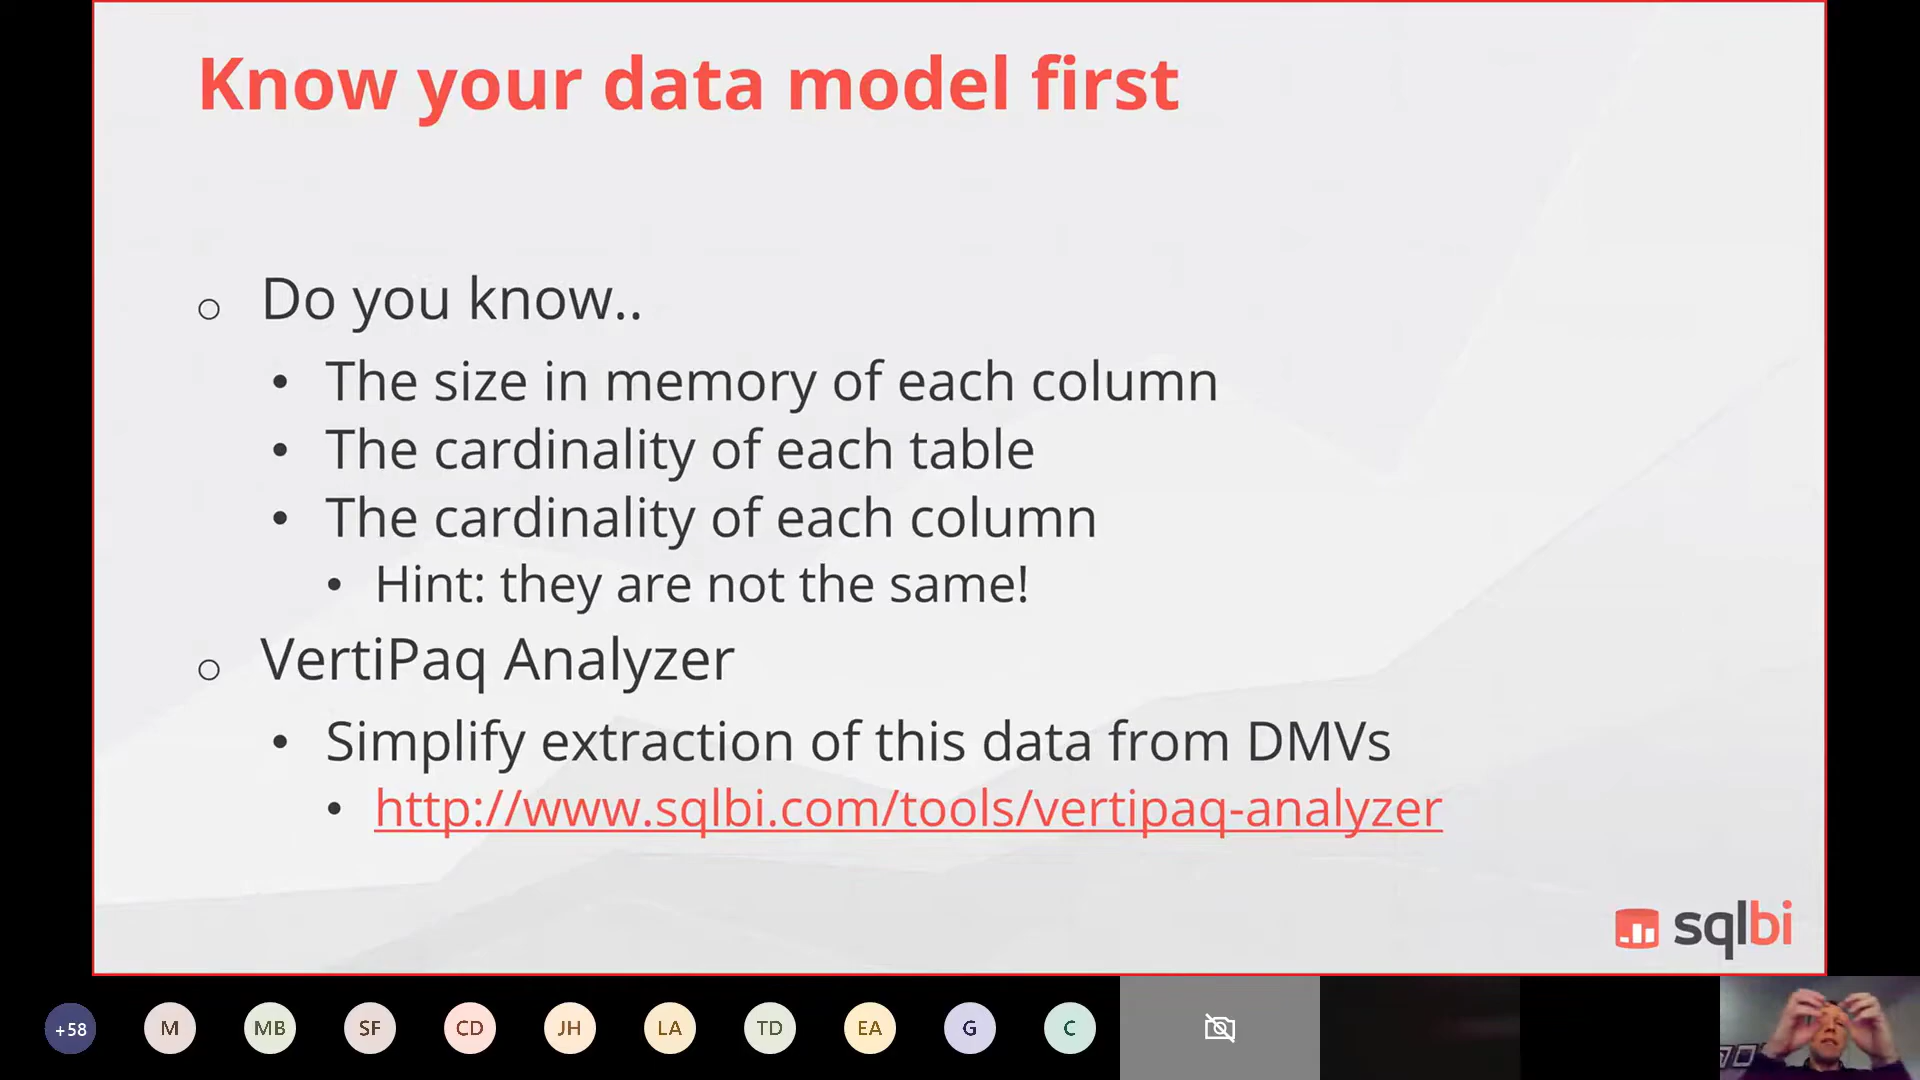 Know your data model first
Do you know..
The size in memory of each column
The cardinality of each table
The cardinality of each column
Hint: they are not the same!
VertiPaq Analyzer
Simplify extraction of this data from DMVs
http://www.sqlbi.com/tools/vertipaq-analyzer
sqlbi
+58 M MB SF CD JH LA TD EA G C